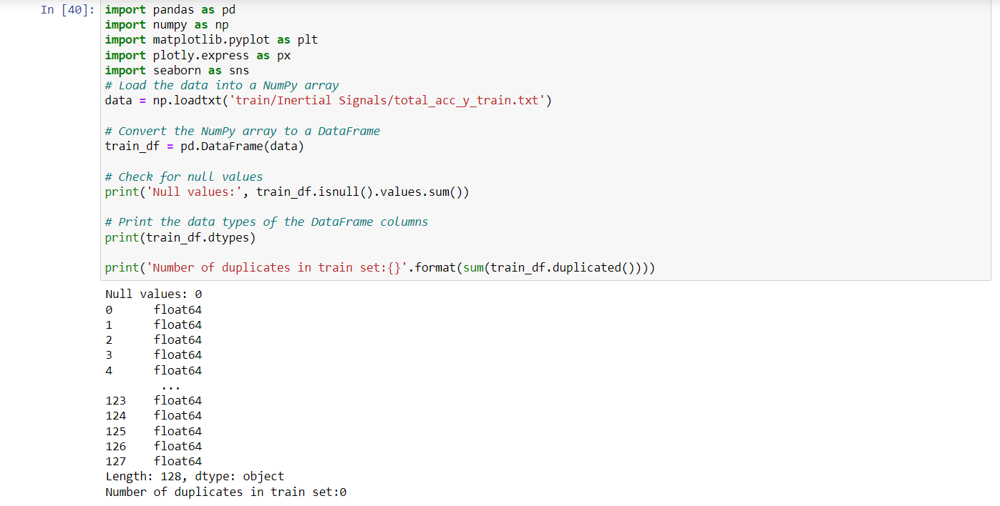 In [40]: import pandas as pd
import numpy as np
import matplotlib.pyplot as plt
import plotly.express as px
import seaborn as sns
# Load the data into a NumPy array
data = np.loadtxt('train/Inertial Signals/total_acc_y_train.txt')
# Convert the NumPy array to a DataFrame
train_df = pd.DataFrame(data)
# Check for null values
print('Null values:', train_df.isnull().values.sum())
# Print the data types of the DataFrame columns
print(train_df.dtypes)
print('Number of duplicates in train set:{}'.format(sum(train_df.duplicated())))
Null values: 0
0      float64
1      float64
2      float64
3      float64
4      float64
        ...
123    float64
124    float64
125    float64
126    float64
127    float64
Length: 128, dtype: object
Number of duplicates in train set:0